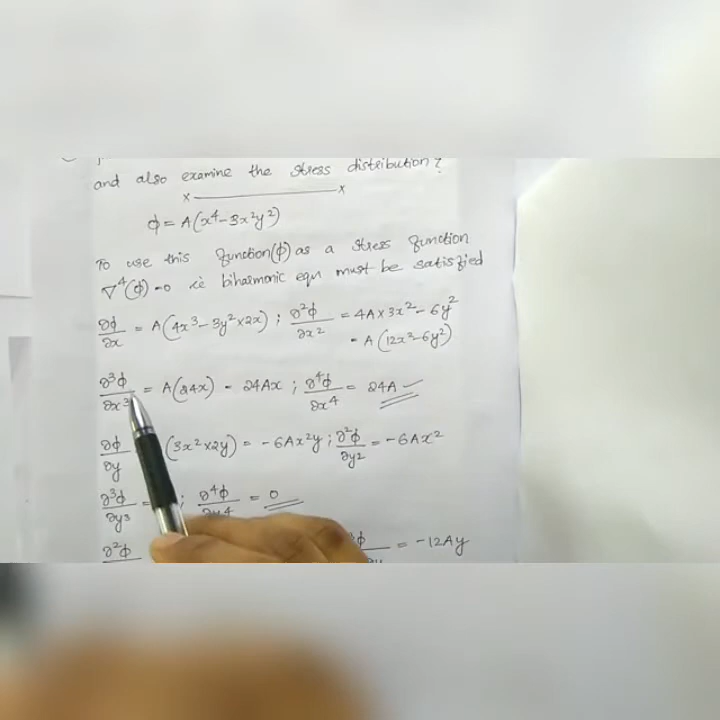 and also examine the stress distribution?
x ——— x
ϕ = A(x⁴ - 3x²y²)
To use this function(ϕ) as a stress function
∇⁴(ϕ) = 0 ie biharmonic eqn must be satisfied
∂ϕ/∂x = A(4x³ - 3y² × 2x) ; ∂²ϕ/∂x² = 4A × 3x² - 6y²
= A(12x² - 6y²)
∂³ϕ/∂x³ = A(24x) = 24Ax ; ∂⁴ϕ/∂x⁴ = 24A
∂ϕ/∂y (3x² × 2y) = -6Ax²y ; ∂²ϕ/∂y² = -6Ax²
∂³ϕ/∂y³ = ; ∂⁴ϕ/∂y⁴ = 0
∂²ϕ = -12Ay